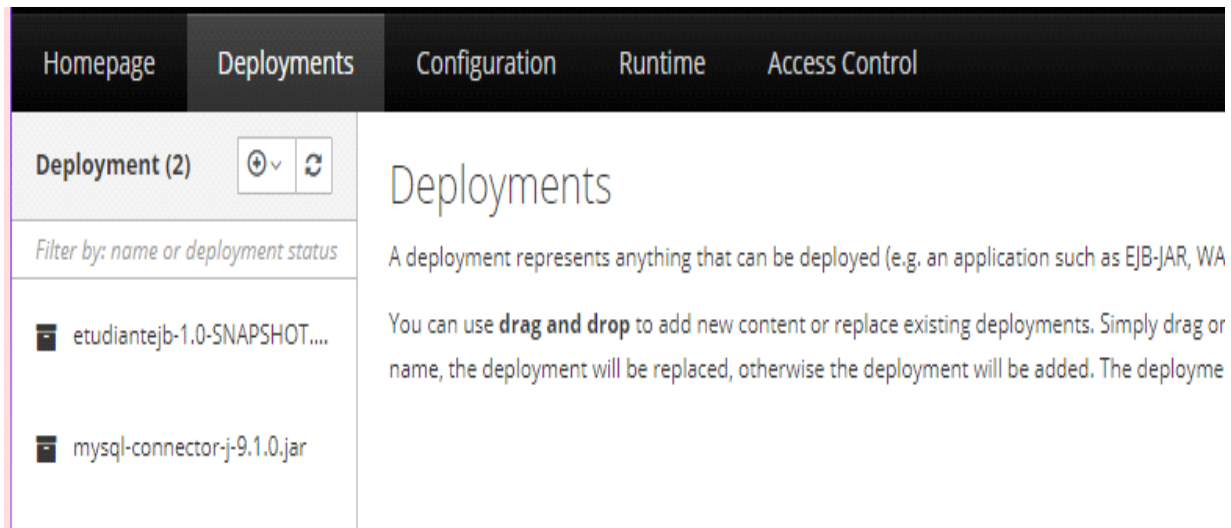 Homepage Deployments Configuration Runtime Access Control
Deployment (2)
Filter by: name or deployment status
etudiantejb-1.0-SNAPSHOT....
mysql-connector-j-9.1.0.jar
Deployments
A deployment represents anything that can be deployed (e.g. an application such as EJB-JAR, WA
You can use drag and drop to add new content or replace existing deployments. Simply drag or
name, the deployment will be replaced, otherwise the deployment will be added. The deployme